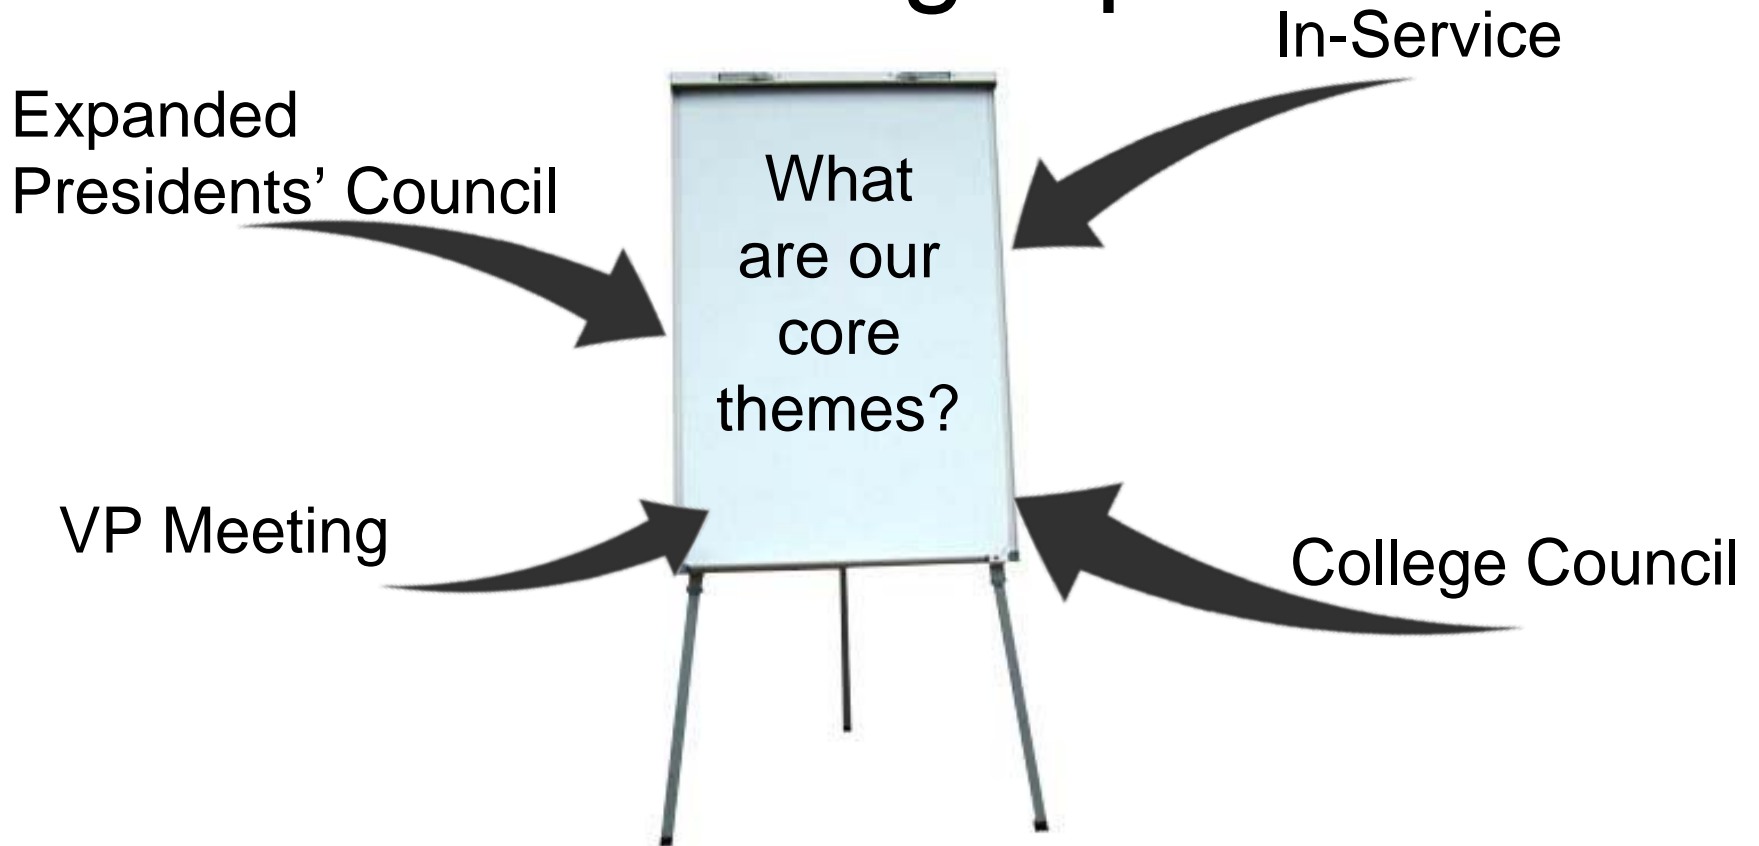 In-Service
Expanded
Presidents’ Council
What
are our
core
themes?
VP Meeting
College Council